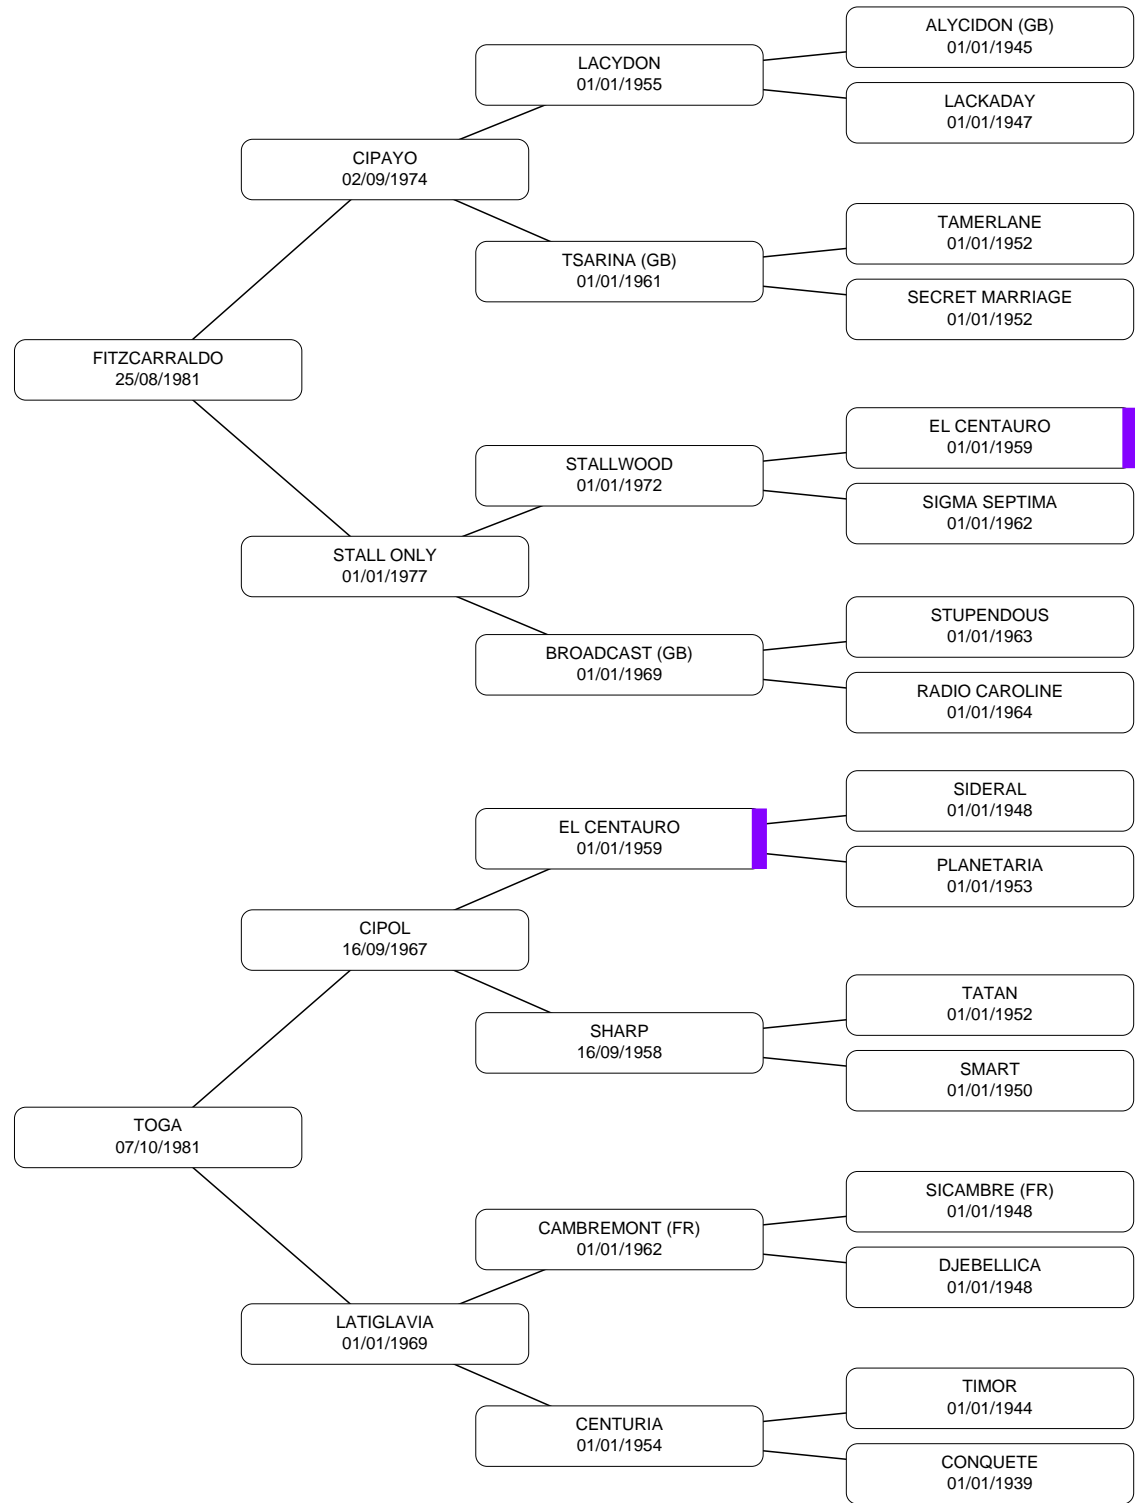 ALYCIDON (GB)
01/01/1945
LACYDON
01/01/1955
LACKADAY
01/01/1947
CIPAYO
02/09/1974
TAMERLANE
01/01/1952
TSARINA (GB)
01/01/1961
SECRET MARRIAGE
01/01/1952
FITZCARRALDO
25/08/1981
EL CENTAURO
01/01/1959
STALLWOOD
01/01/1972
SIGMA SEPTIMA
01/01/1962
STALL ONLY
01/01/1977
STUPENDOUS
01/01/1963
BROADCAST (GB)
01/01/1969
RADIO CAROLINE
01/01/1964
SIDERAL
01/01/1948
EL CENTAURO
01/01/1959
PLANETARIA
01/01/1953
CIPOL
16/09/1967
TATAN
01/01/1952
SHARP
16/09/1958
SMART
01/01/1950
TOGA
07/10/1981
SICAMBRE (FR)
01/01/1948
CAMBREMONT (FR)
01/01/1962
DJEBELLICA
01/01/1948
LATIGLAVIA
01/01/1969
TIMOR
01/01/1944
CENTURIA
01/01/1954
CONQUETE
01/01/1939